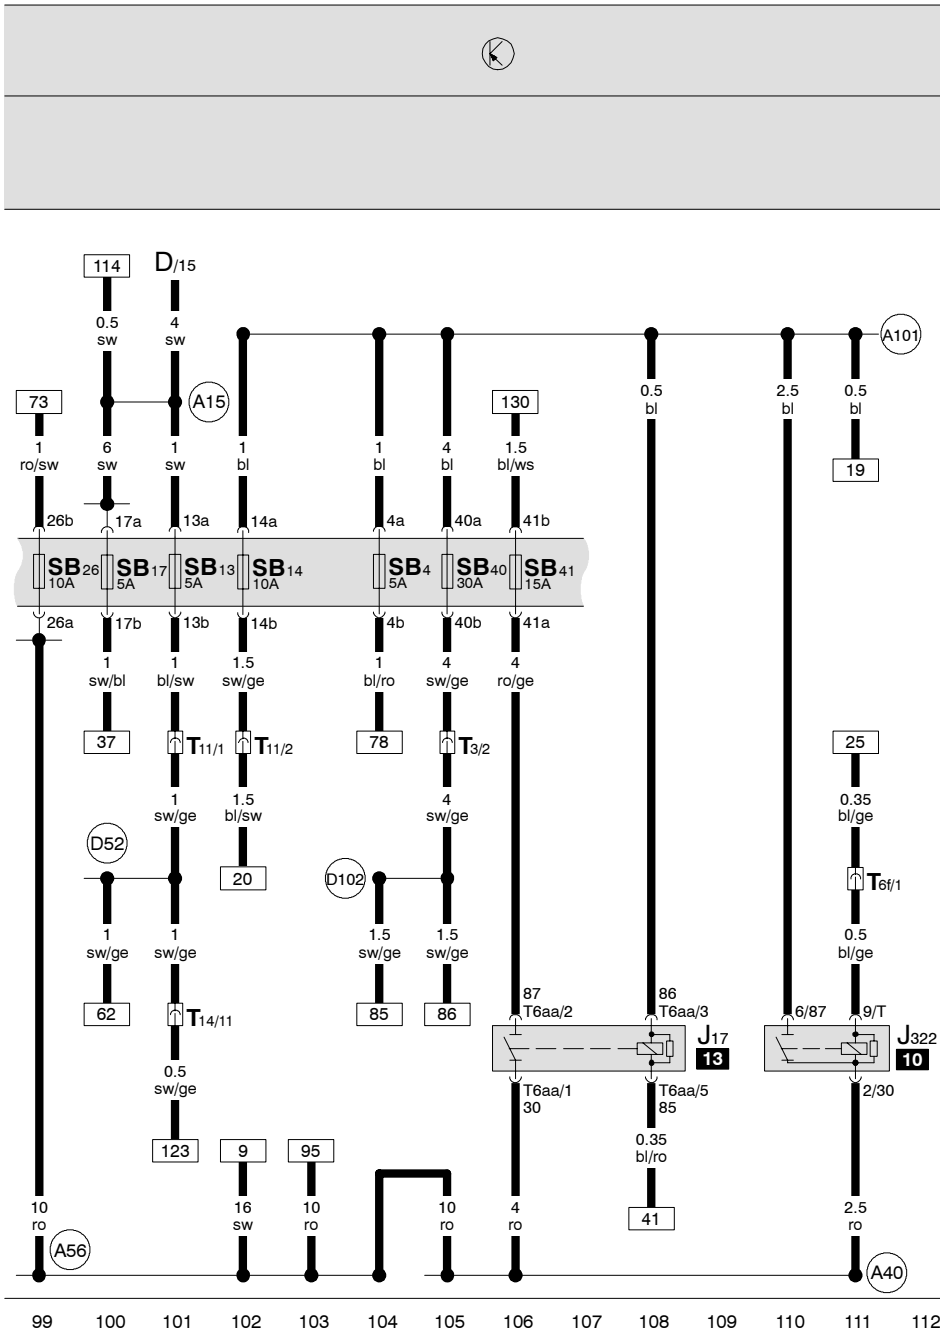 114 D/15
0.5 4
sw sw
A101
73 A15 130 0.5 2.5 0.5
bl bl bl
1 6 1 1 1 4 1.5
ro/sw sw sw bl bl bl bl/ws
19
26b 17a 13a 14a 4a 40a 41b
SB26 SB17 SB13 SB14 SB4 SB40 SB41
10A 5A 5A 10A 5A 30A 15A
26a 17b 13b 14b 4b 40b 41a
1 1 1.5 1 4 4
sw/bl bl/sw sw/ge bl/ro sw/ge ro/ge
37 T11/1 T11/2 78 T3/2 25
1 1.5 4 0.35
sw/ge bl/sw sw/ge bl/ge
D52
20 D102 T6f/1
1 1 1.5 1.5 0.5
sw/ge sw/ge sw/ge sw/ge bl/ge
87 86
62 T14/11 85 86 T6aa/2 T6aa/3 6/87 9/T
J17 J322
13 10
0.5 T6aa/1 T6aa/5 2/30
sw/ge 30 85
0.35
bl/ro
123 9 95
10 16 10 10 4 41 2.5
ro sw ro ro ro ro
A56 A40
99 100 101 102 103 104 105 106 107 108 109 110 111 112